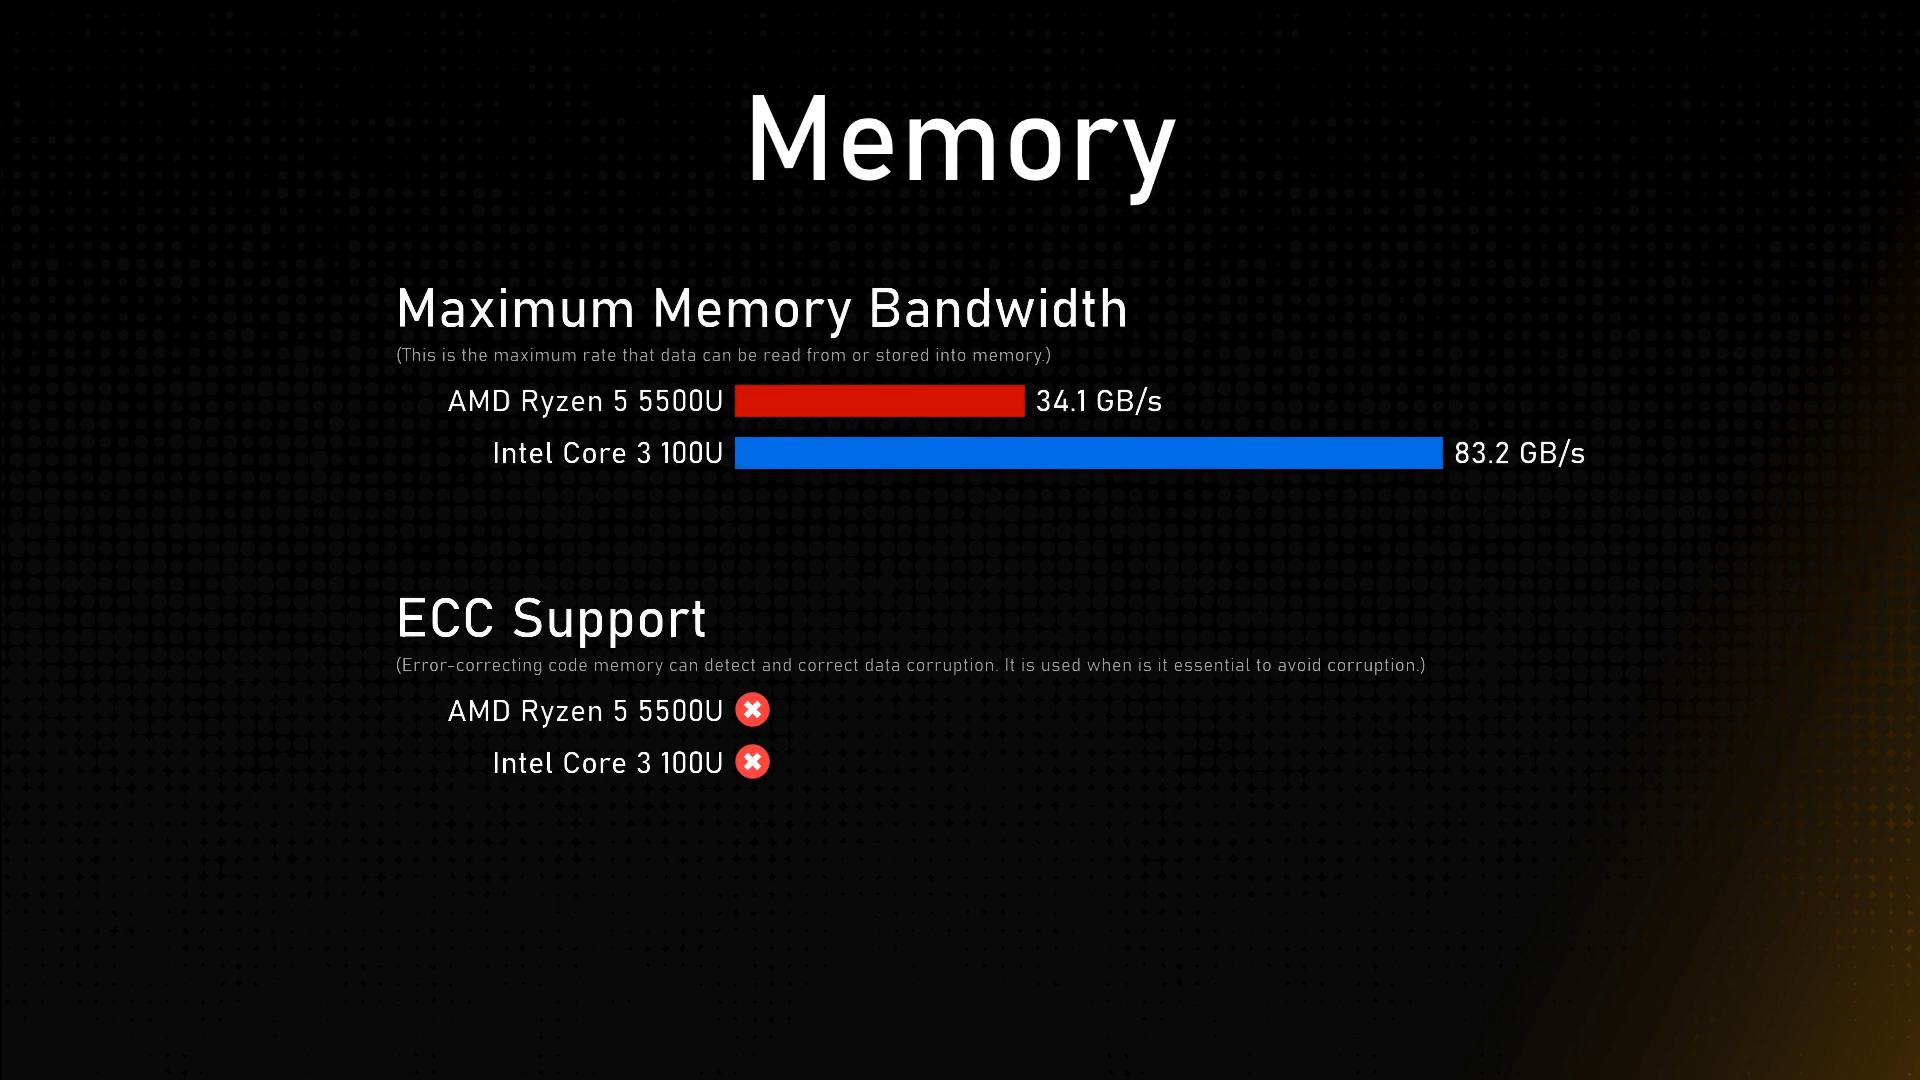 Memory
Maximum Memory Bandwidth
(This is the maximum rate that data can be read from or stored into memory.)
AMD Ryzen 5 5500U 34.1 GB/s
Intel Core 3 100U 83.2 GB/s
ECC Support
(Error-correcting code memory can detect and correct data corruption. It is used when is it essential to avoid corruption.)
AMD Ryzen 5 5500U
Intel Core 3 100U